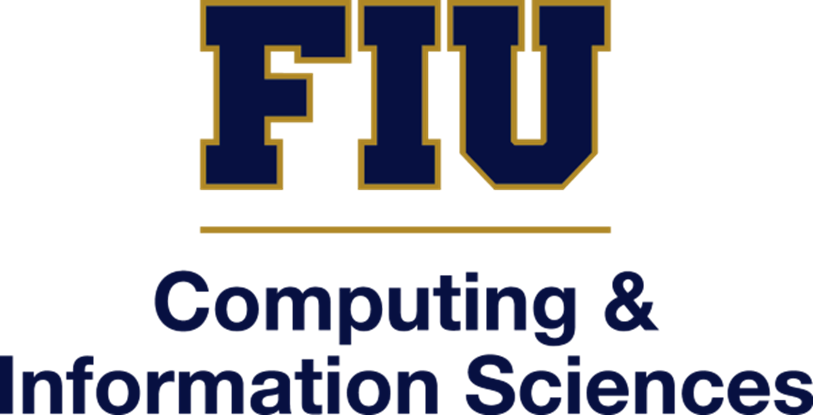 FIU
Computing &
Information Sciences